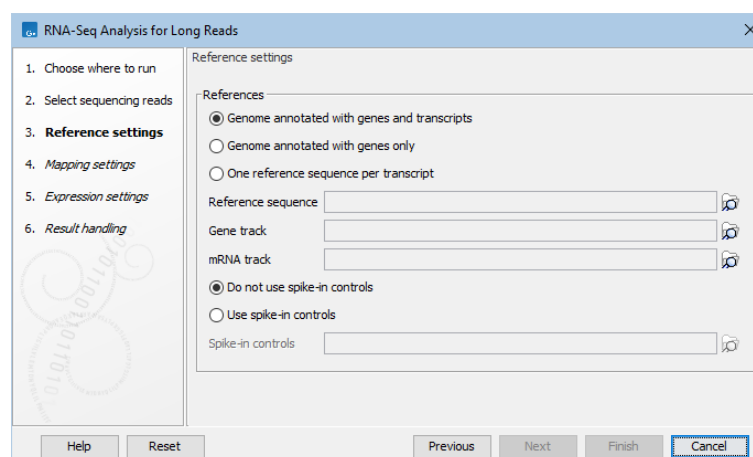 RNA-Seq Analysis for Long Reads
1. Choose where to run
2. Select sequencing reads
3. Reference settings
4. Mapping settings
5. Expression settings
6. Result handling
Reference settings
References
Genome annotated with genes and transcripts
Genome annotated with genes only
One reference sequence per transcript
Reference sequence
Gene track
mRNA track
Do not use spike-in controls
Use spike-in controls
Spike-in controls
Help Reset Previous Next Finish Cancel